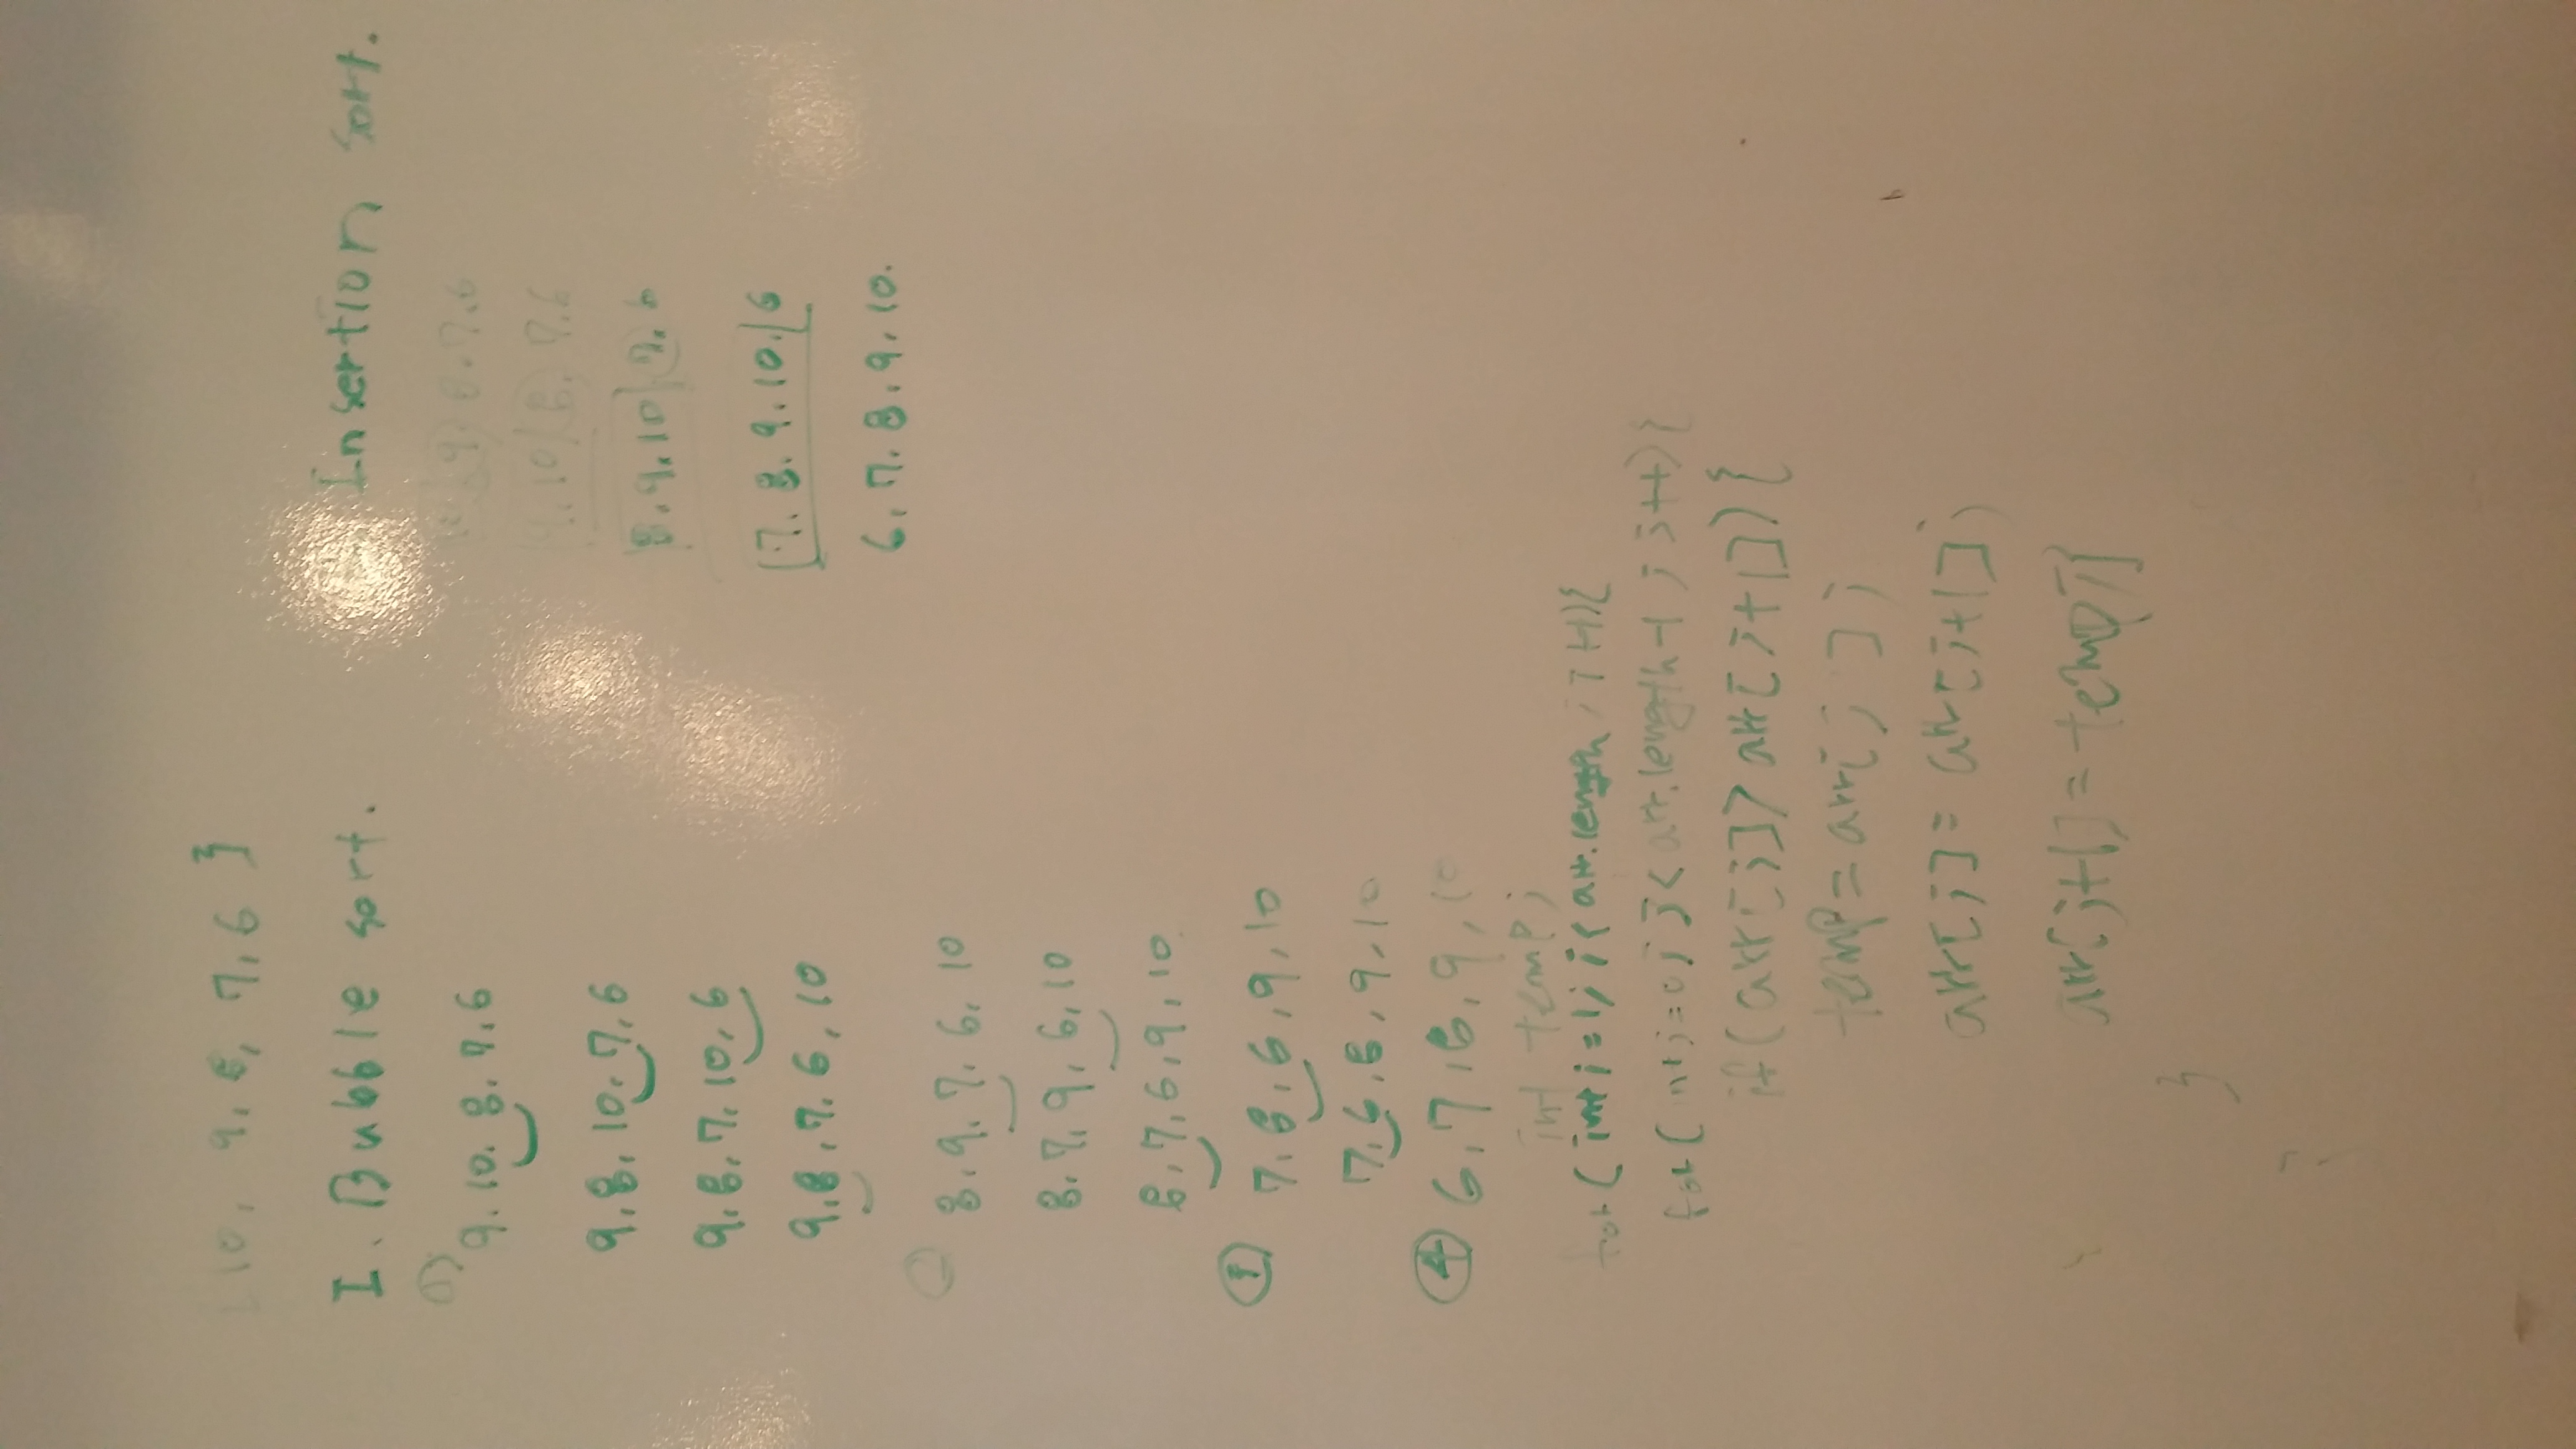 [10, 9, 8, 7, 6 }
I. Bubble sort.
①
9. 10. 8. 7. 6
9, 8, 10, 7, 6
9, 8, 7, 10, 6
9, 8, 7, 6, 10
8, 9, 7, 6, 10
8, 7, 9, 6, 10
8, 7, 6, 9, 10
③ 7, 8, 6, 9, 10
7, 6, 8, 9, 10
④ 6, 7, 8, 9, 10
int temp;
for( int i=1; i< arr.length ; i++){
for( int j=0; j< arr.length-1 ; j++){
if(arr[j]> arr[j+1]){
temp= arr[j];
arr[j]= arr[j+1];
arr[j+1]= temp;}
}
Insertion sort.
9, 8, 7, 6
9, 10| 8, 7, 6
|8, 9, 10| 7, 6
|7. 8. 9. 10.| 6
6, 7. 8. 9. 10.